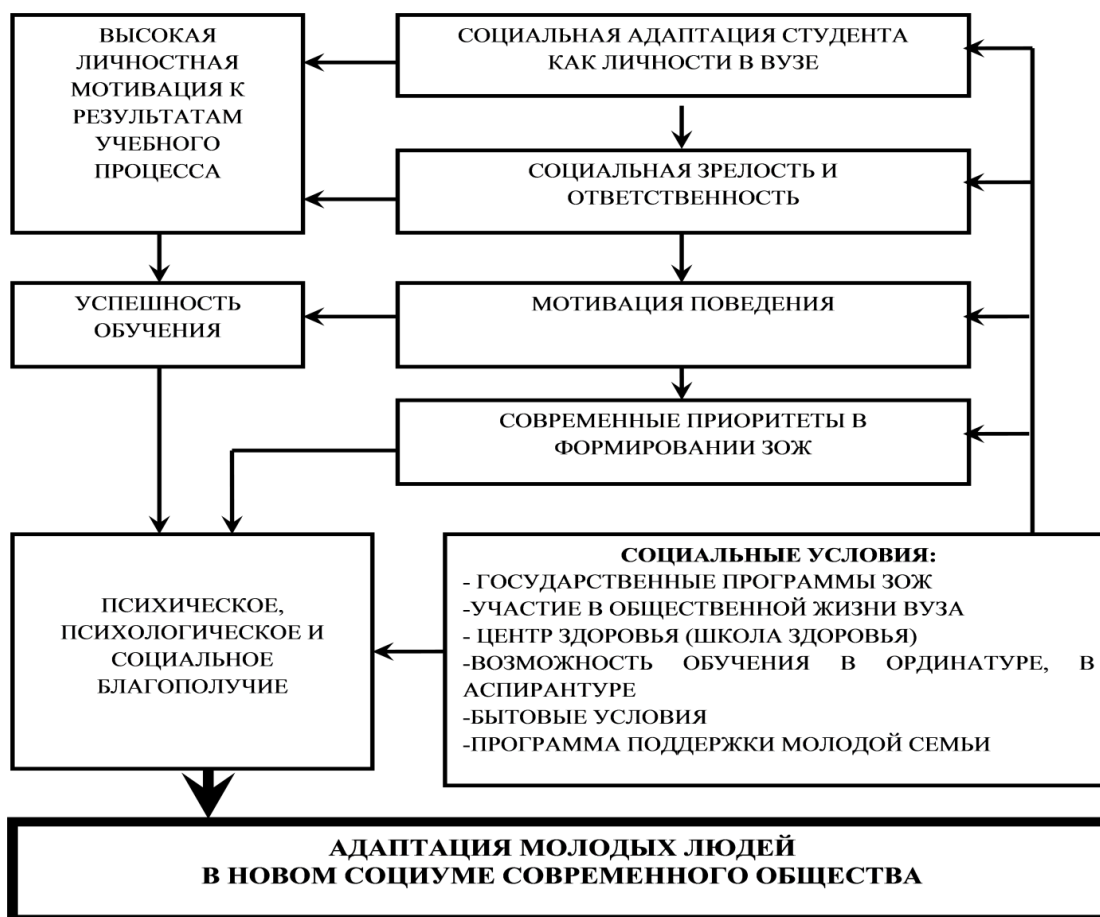 ВЫСОКАЯ
ЛИЧНОСТНАЯ
МОТИВАЦИЯ К
РЕЗУЛЬТАТАМ
УЧЕБНОГО
ПРОЦЕССА
СОЦИАЛЬНАЯ АДАПТАЦИЯ СТУДЕНТА
КАК ЛИЧНОСТИ В ВУЗЕ
СОЦИАЛЬНАЯ ЗРЕЛОСТЬ И
ОТВЕТСТВЕННОСТЬ
УСПЕШНОСТЬ
ОБУЧЕНИЯ
МОТИВАЦИЯ ПОВЕДЕНИЯ
СОВРЕМЕННЫЕ ПРИОРИТЕТЫ В
ФОРМИРОВАНИИ ЗОЖ
ПСИХИЧЕСКОЕ,
ПСИХОЛОГИЧЕСКОЕ И
СОЦИАЛЬНОЕ
БЛАГОПОЛУЧИЕ
СОЦИАЛЬНЫЕ УСЛОВИЯ:
- ГОСУДАРСТВЕННЫЕ ПРОГРАММЫ ЗОЖ
-УЧАСТИЕ В ОБЩЕСТВЕННОЙ ЖИЗНИ ВУЗА
- ЦЕНТР ЗДОРОВЬЯ (ШКОЛА ЗДОРОВЬЯ)
-ВОЗМОЖНОСТЬ ОБУЧЕНИЯ В ОРДИНАТУРЕ, В
АСПИРАНТУРЕ
-БЫТОВЫЕ УСЛОВИЯ
-ПРОГРАММА ПОДДЕРЖКИ МОЛОДОЙ СЕМЬИ
АДАПТАЦИЯ МОЛОДЫХ ЛЮДЕЙ
В НОВОМ СОЦИУМЕ СОВРЕМЕННОГО ОБЩЕСТВА